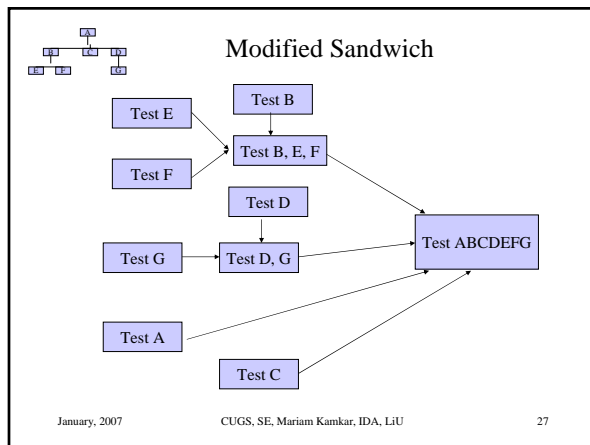 Modified Sandwich
A
B C D
E F G
Test B
Test E
Test B, E, F
Test F
Test D
Test ABCDEFG
Test G
Test D, G
Test A
Test C
January, 2007 CUGS, SE, Mariam Kamkar, IDA, LiU 27